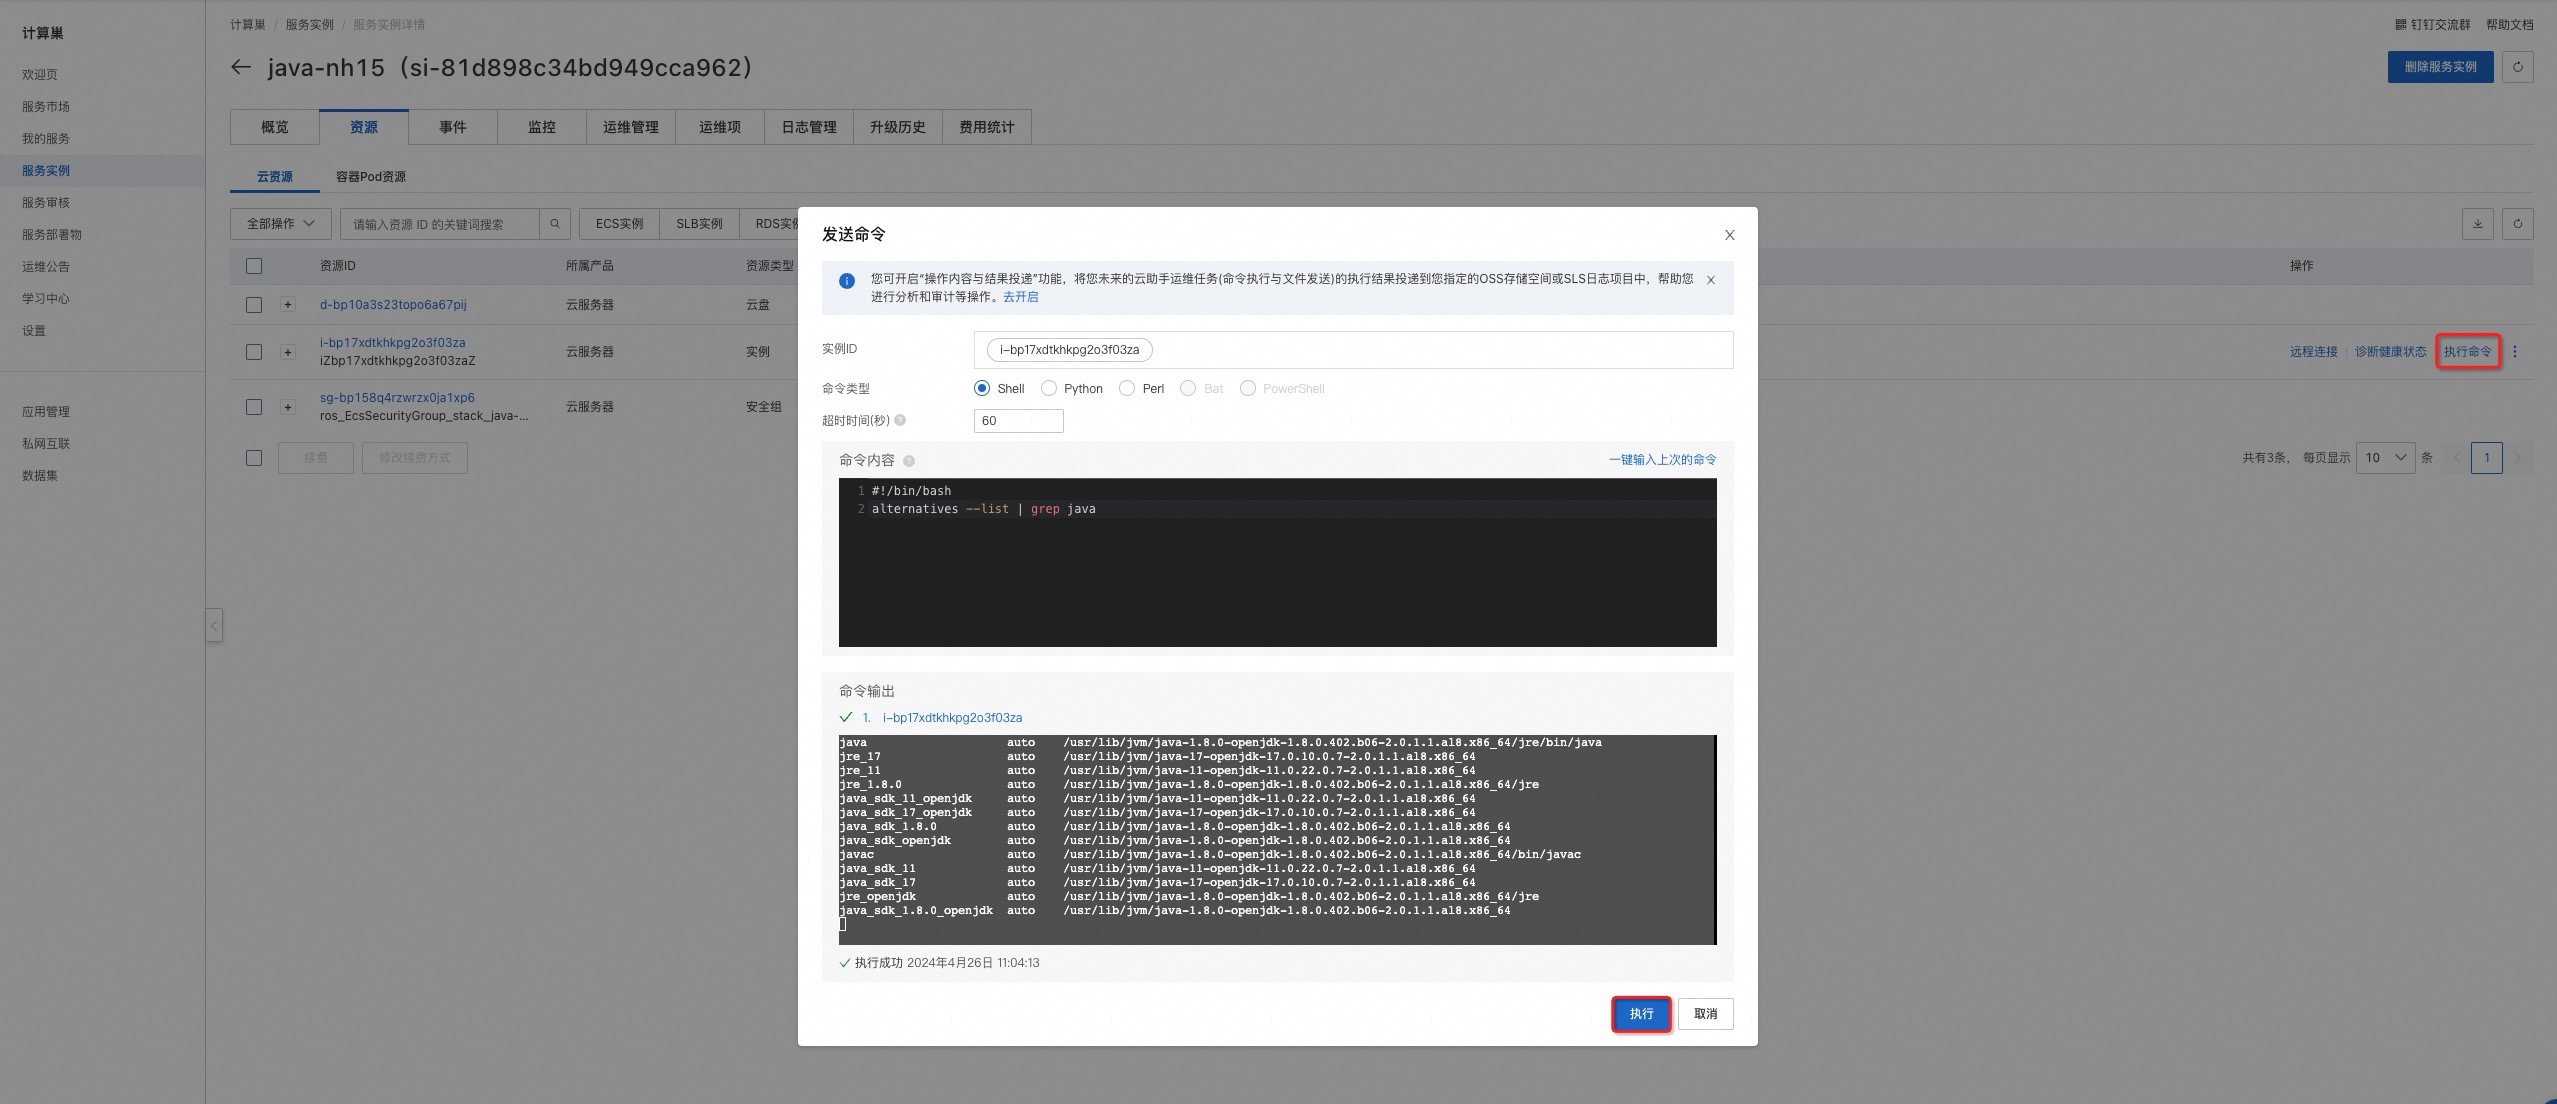 计算巢
欢迎页
服务市场
我的服务
服务实例
服务审核
服务部署物
运维公告
学习中心
设置
应用管理
私网互联
数据集
计算巢 / 服务实例 / 服务实例详情
钉钉交流群 帮助文档
java-nh15（si-81d898c34bd949cca962）
删除服务实例
概览 资源 事件 监控 运维管理 运维项 日志管理 升级历史 费用统计
云资源 容器Pod资源
全部操作 请输入资源 ID 的关键词搜索 ECS实例 SLB实例 RDS实例
资源ID 所属产品 资源类型 操作
d-bp10a3s23topo6a67pij 云服务器 云盘
i-bp17xdtkhkpg2o3f03za
iZbp17xdtkhkpg2o3f03zaZ 云服务器 实例 远程连接 诊断健康状态 执行命令
sg-bp158q4rzwrzx0ja1xp6
ros_EcsSecurityGroup_stack_java-... 云服务器 安全组
续费 修改续费方式
共有3条， 每页显示 10 条 1
发送命令
您可开启“操作内容与结果投递”功能，将您未来的云助手运维任务(命令执行与文件发送)的执行结果投递到您指定的OSS存储空间或SLS日志项目中，帮助您
进行分析和审计等操作。去开启
实例ID i-bp17xdtkhkpg2o3f03za
命令类型 Shell Python Perl Bat PowerShell
超时时间(秒) 60
命令内容 一键输入上次的命令
1 #!/bin/bash
2 alternatives --list | grep java
命令输出
1. i-bp17xdtkhkpg2o3f03za
java auto /usr/lib/jvm/java-1.8.0-openjdk-1.8.0.402.b06-2.0.1.1.al8.x86_64/jre/bin/java
jre_17 auto /usr/lib/jvm/java-17-openjdk-17.0.10.0.7-2.0.1.1.al8.x86_64
jre_11 auto /usr/lib/jvm/java-11-openjdk-11.0.22.0.7-2.0.1.1.al8.x86_64
jre_1.8.0 auto /usr/lib/jvm/java-1.8.0-openjdk-1.8.0.402.b06-2.0.1.1.al8.x86_64/jre
java_sdk_11_openjdk auto /usr/lib/jvm/java-11-openjdk-11.0.22.0.7-2.0.1.1.al8.x86_64
java_sdk_17_openjdk auto /usr/lib/jvm/java-17-openjdk-17.0.10.0.7-2.0.1.1.al8.x86_64
java_sdk_1.8.0 auto /usr/lib/jvm/java-1.8.0-openjdk-1.8.0.402.b06-2.0.1.1.al8.x86_64
java_sdk_openjdk auto /usr/lib/jvm/java-1.8.0-openjdk-1.8.0.402.b06-2.0.1.1.al8.x86_64
javac auto /usr/lib/jvm/java-1.8.0-openjdk-1.8.0.402.b06-2.0.1.1.al8.x86_64/bin/javac
java_sdk_11 auto /usr/lib/jvm/java-11-openjdk-11.0.22.0.7-2.0.1.1.al8.x86_64
java_sdk_17 auto /usr/lib/jvm/java-17-openjdk-17.0.10.0.7-2.0.1.1.al8.x86_64
jre_openjdk auto /usr/lib/jvm/java-1.8.0-openjdk-1.8.0.402.b06-2.0.1.1.al8.x86_64/jre
java_sdk_1.8.0_openjdk auto /usr/lib/jvm/java-1.8.0-openjdk-1.8.0.402.b06-2.0.1.1.al8.x86_64
执行成功 2024年4月26日 11:04:13
执行 取消